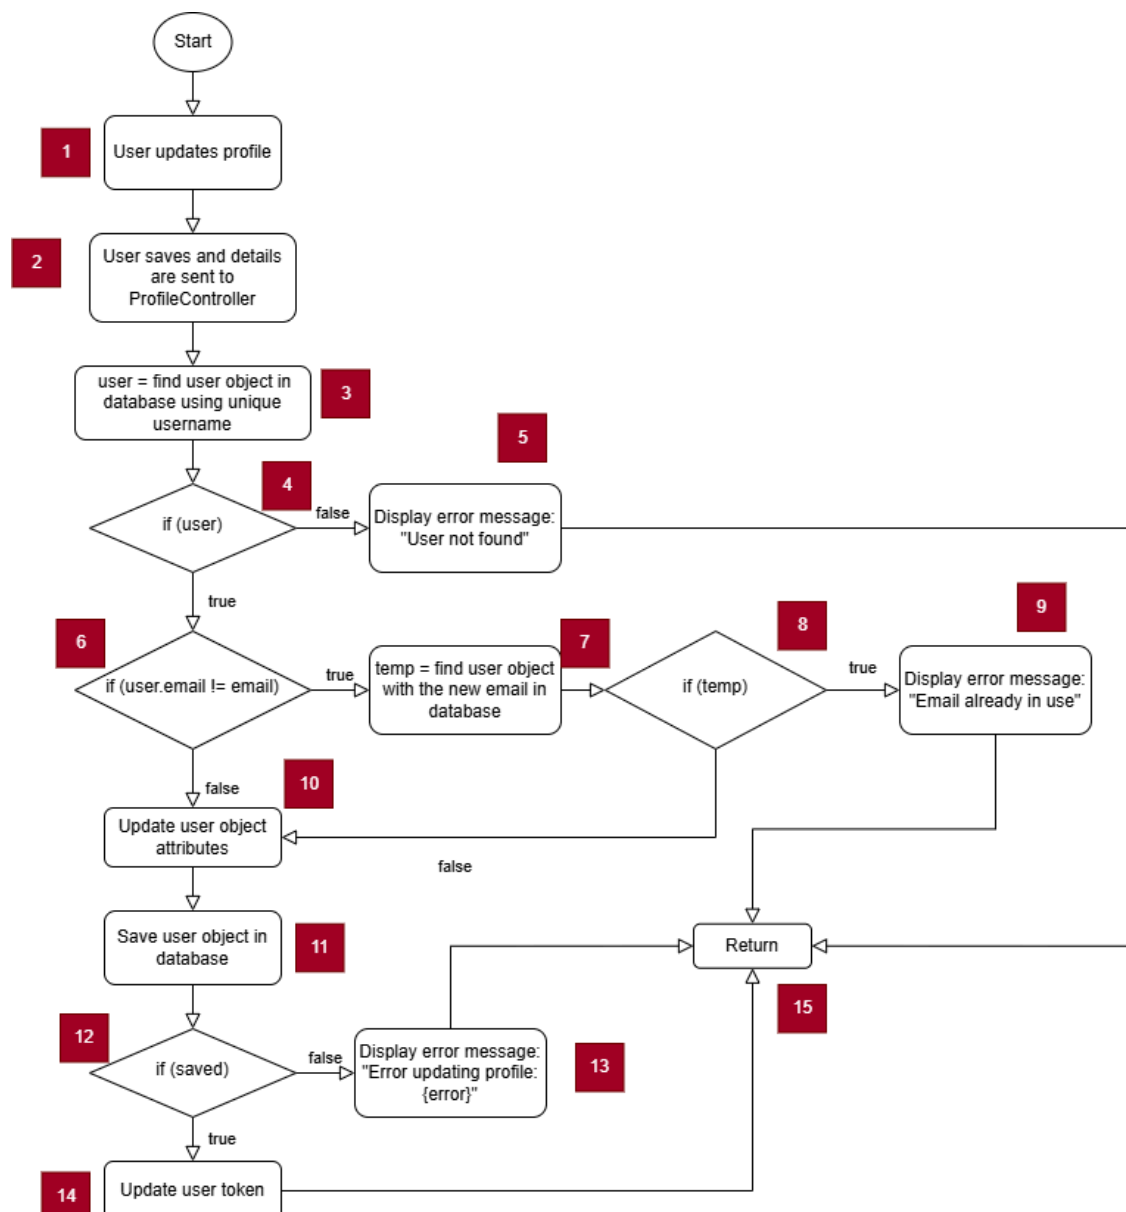 Start
1
User updates profile
2
User saves and details
are sent to
ProfileController
user = find user object in
database using unique
username
3
4
5
if (user)
false
Display error message:
"User not found"
true
6
if (user.email != email)
true
temp = find user object
with the new email in
database
7
8
if (temp)
true
9
Display error message:
"Email already in use"
false
10
Update user object
attributes
false
Save user object in
database
11
Return
15
12
if (saved)
false
Display error message:
"Error updating profile:
{error}"
13
true
14
Update user token